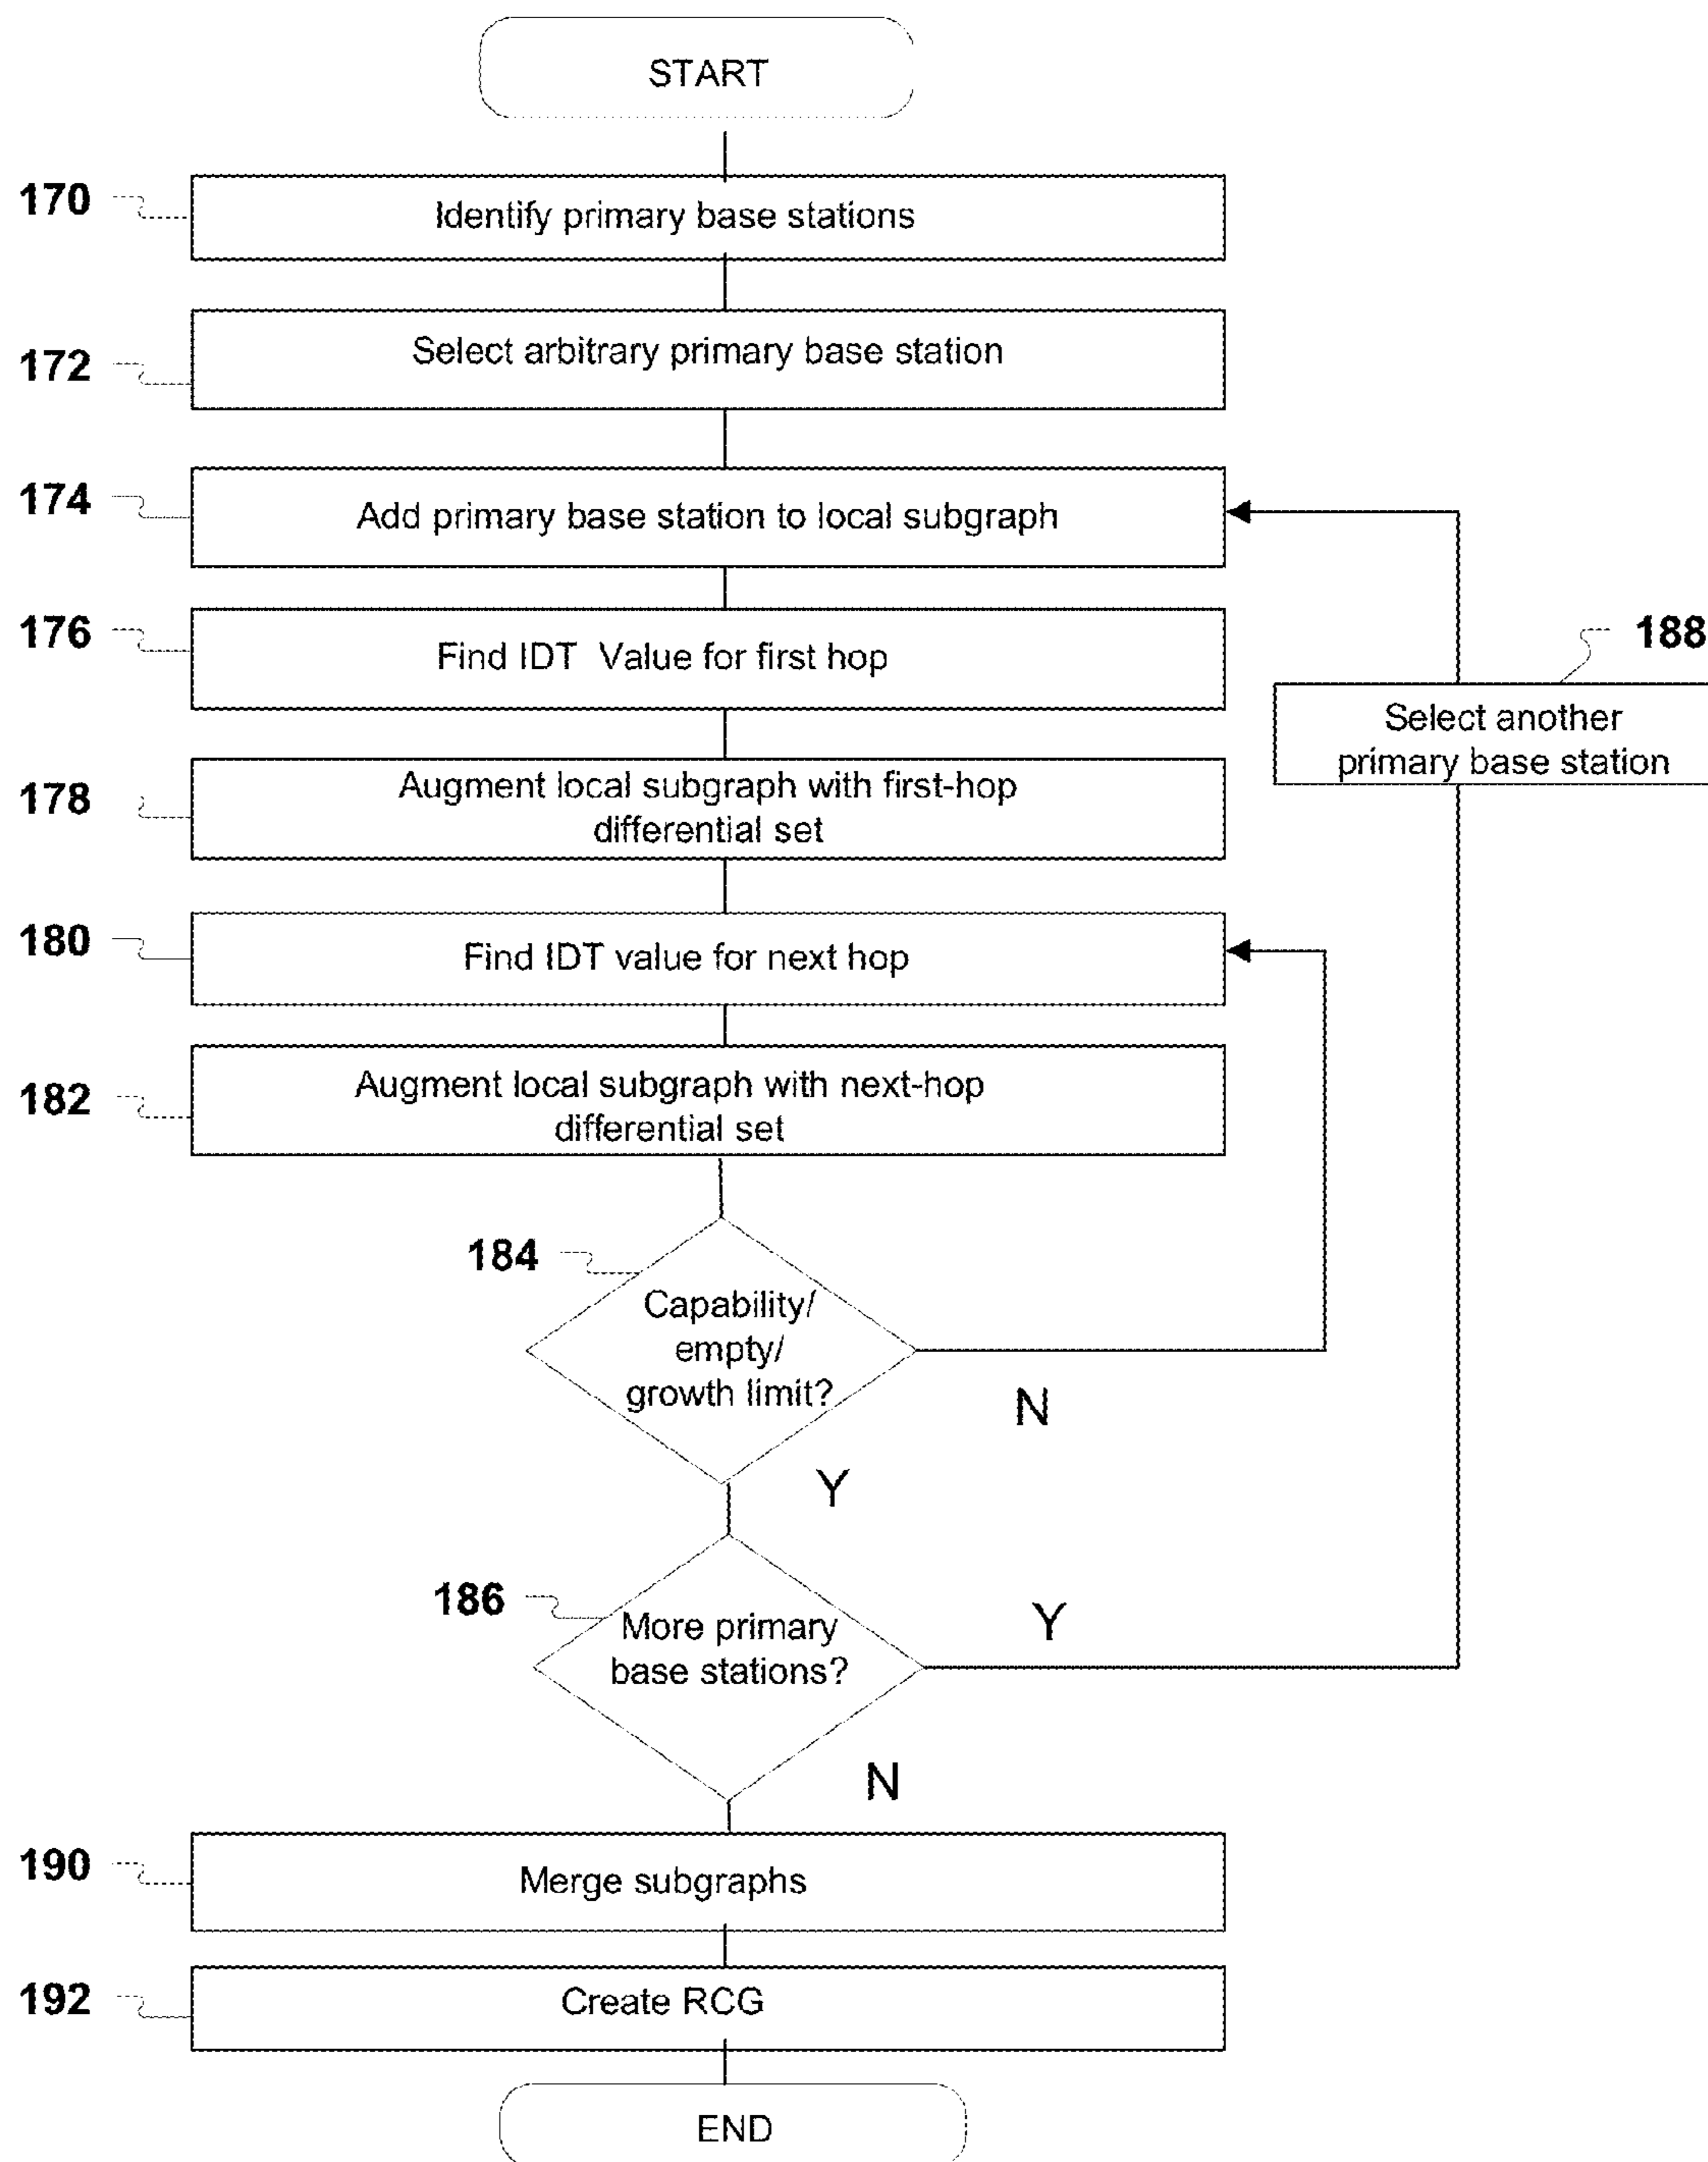 START
170
Identify primary base stations
172
Select arbitrary primary base station
174
Add primary base station to local subgraph
176
Find IDT Value for first hop
188
Select another
primary base station
178
Augment local subgraph with first-hop
differential set
180
Find IDT value for next hop
182
Augment local subgraph with next-hop
differential set
184
Capability/
empty/
growth limit?
N
Y
186
More primary
base stations?
Y
N
190
Merge subgraphs
192
Create RCG
END